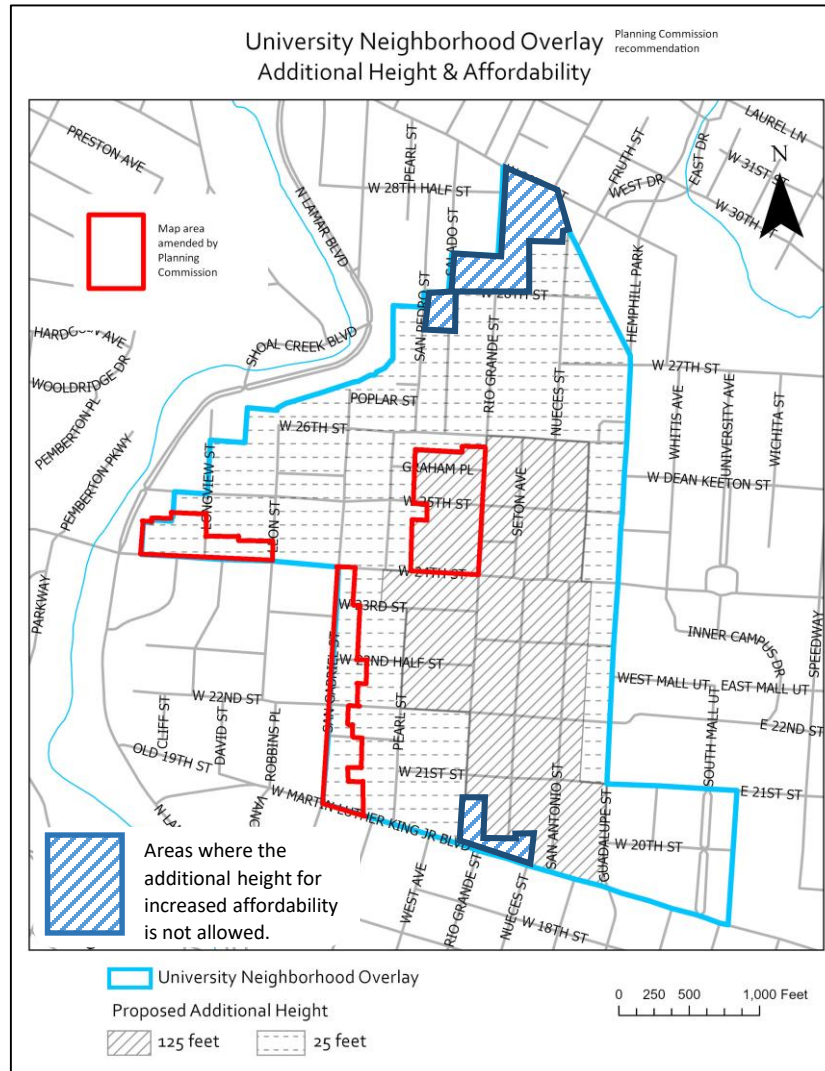 University Neighborhood Overlay
Planning Commission
recommendation
Additional Height & Affordability
PRESTON AVE
PEARL ST
W 28TH HALF ST
SALADO ST
FRUTH ST
WEST DR
EAST DR
LAUREL LN
W 31ST ST
W 30TH ST
N
N LAMAR BLVD
Map area
amended by
Planning
Commission
SAN PEDRO ST
W 28TH ST
HEMPHILL PARK
SHOAL CREEK BLVD
WOOLDRIDGE DR
PEMBERTON PL
PEMBERTON PKWY
POPLAR ST
RIO GRANDE ST
NUECES ST
W 27TH ST
WHITIS AVE
UNIVERSITY AVE
WICHITA ST
W 26TH ST
LONGVIEW ST
LEON ST
GRAHAM PL
W 25TH ST
SETON AVE
W DEAN KEETON ST
W 24TH ST
PARKWAY
W 23RD ST
SAN GABRIEL ST
W 22ND HALF ST
PEARL ST
INNER CAMPUS DR
SPEEDWAY
WEST MALL UT
EAST MALL UT
W 22ND ST
E 22ND ST
CLIFF ST
DAVID ST
ROBBINS PL
OLD 19TH ST
SOUTH MALL UT
W 21ST ST
E 21ST ST
W MARTIN LUTHER KING JR BLVD
SAN ANTONIO ST
GUADALUPE ST
W 20TH ST
WEST AVE
RIO GRANDE ST
NUECES ST
W 18TH ST
Areas where the
additional height for
increased affordability
is not allowed.
University Neighborhood Overlay
Proposed Additional Height
125 feet
25 feet
0 250 500 1,000 Feet